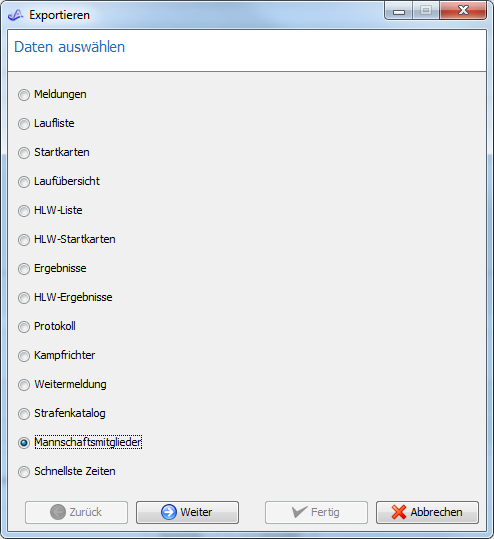 Exportieren
Daten auswählen
Meldungen
Laufliste
Startkarten
Laufübersicht
HLW-Liste
HLW-Startkarten
Ergebnisse
HLW-Ergebnisse
Protokoll
Kampfrichter
Weitermeldung
Strafenkatalog
Mannschaftsmitglieder
Schnellste Zeiten
Zurück Weiter Fertig Abbrechen